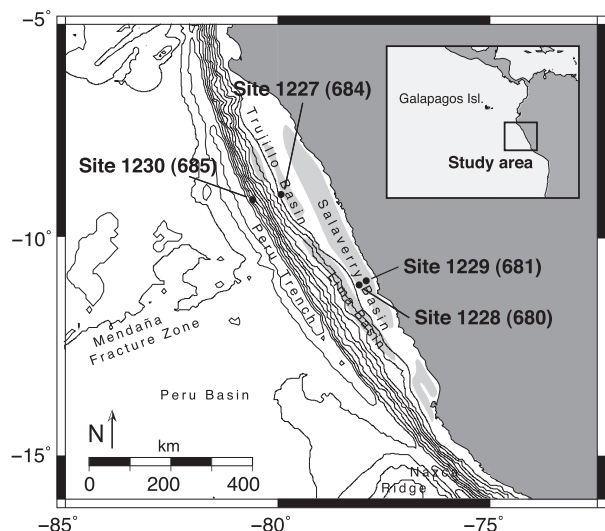 −5°
Site 1227 (684)
Galapagos Isl.
Study area
Trujillo Basin
Site 1230 (685)
Salaverry Basin
−10°
Peru Trench
Lima Basin
Site 1229 (681)
Site 1228 (680)
Mendaña
Fracture Zone
Peru Basin
N
km
0 200 400
−15°
Nazca
Ridge
−85° −80° −75°